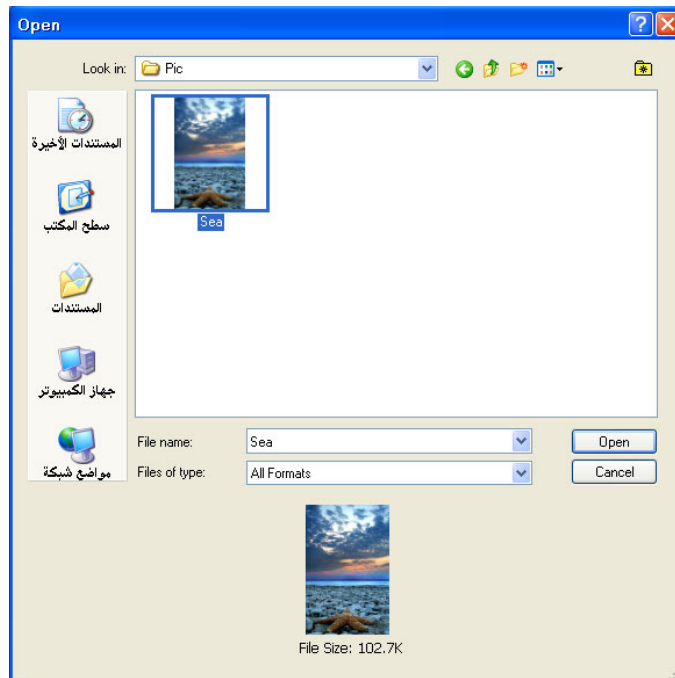 Open
Look in:
Pic
المستندات الأخيرة
سطح المكتب
المستندات
جهاز الكمبيوتر
مواضع شبكة
Sea
File name:
Sea
Open
Files of type:
All Formats
Cancel
File Size: 102.7K